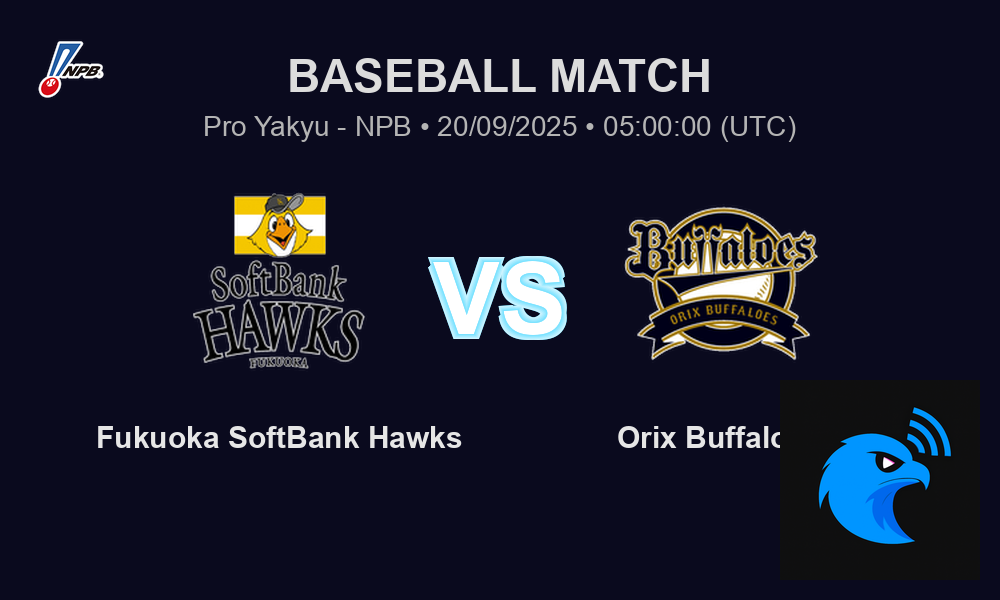 NPB.
BASEBALL MATCH
Pro Yakyu - NPB • 20/09/2025 • 05:00:00 (UTC)
SoftBank
HAWKS
FUKUOKA
VS
Buffaloes
ORIX BUFFALOES
Fukuoka SoftBank Hawks
Orix